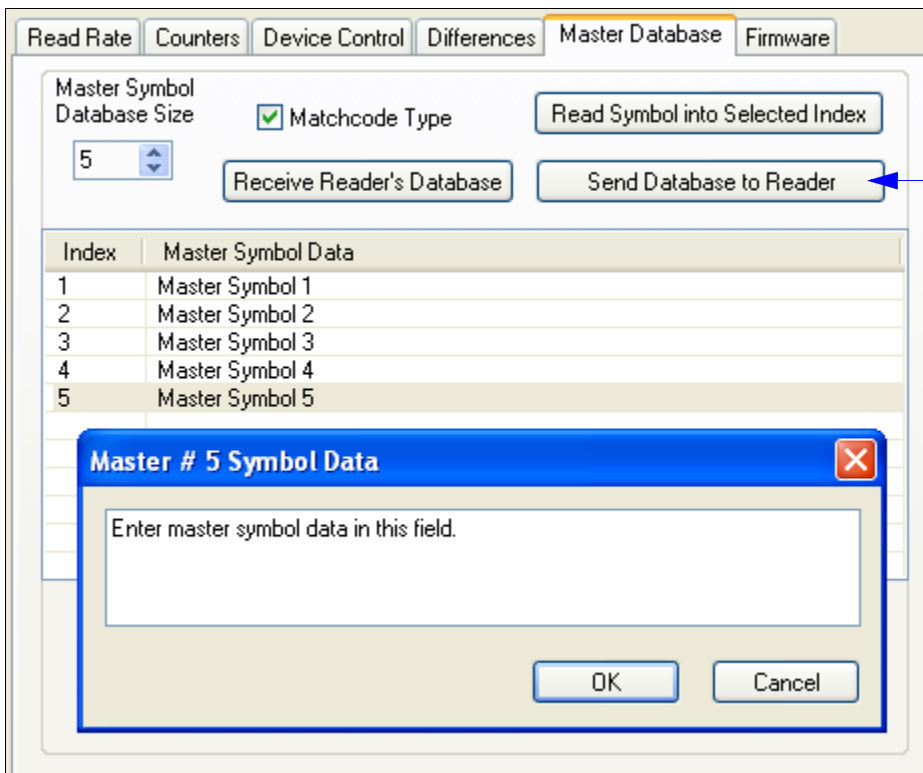 Read Rate Counters Device Control Differences Master Database Firmware
Master Symbol
Database Size
Matchcode Type
Read Symbol into Selected Index
5
Receive Reader's Database
Send Database to Reader
Index Master Symbol Data
1 Master Symbol 1
2 Master Symbol 2
3 Master Symbol 3
4 Master Symbol 4
5 Master Symbol 5
Master # 5 Symbol Data
Enter master symbol data in this field.
OK Cancel